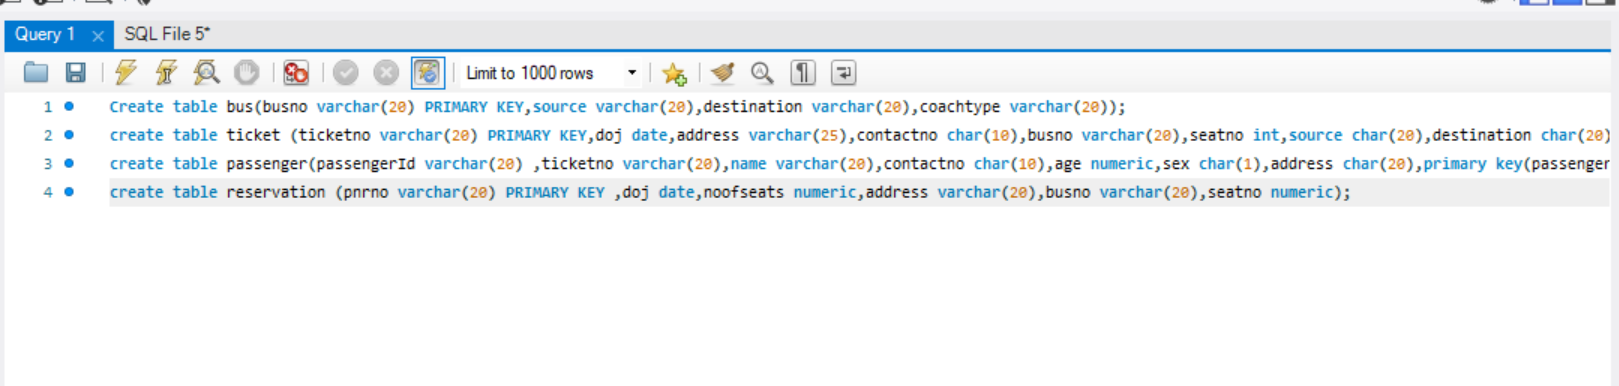 Query 1 × SQL File 5*
Limit to 1000 rows
1 Create table bus(busno varchar(20) PRIMARY KEY,source varchar(20),destination varchar(20),coachtype varchar(20));
2 create table ticket (ticketno varchar(20) PRIMARY KEY,doj date,address varchar(25),contactno char(10),busno varchar(20),seatno int,source char(20),destination char(20)
3 create table passenger(passengerId varchar(20) ,ticketno varchar(20),name varchar(20),contactno char(10),age numeric,sex char(1),address char(20),primary key(passenger
4 create table reservation (pnrno varchar(20) PRIMARY KEY ,doj date,noofseats numeric,address varchar(20),busno varchar(20),seatno numeric);